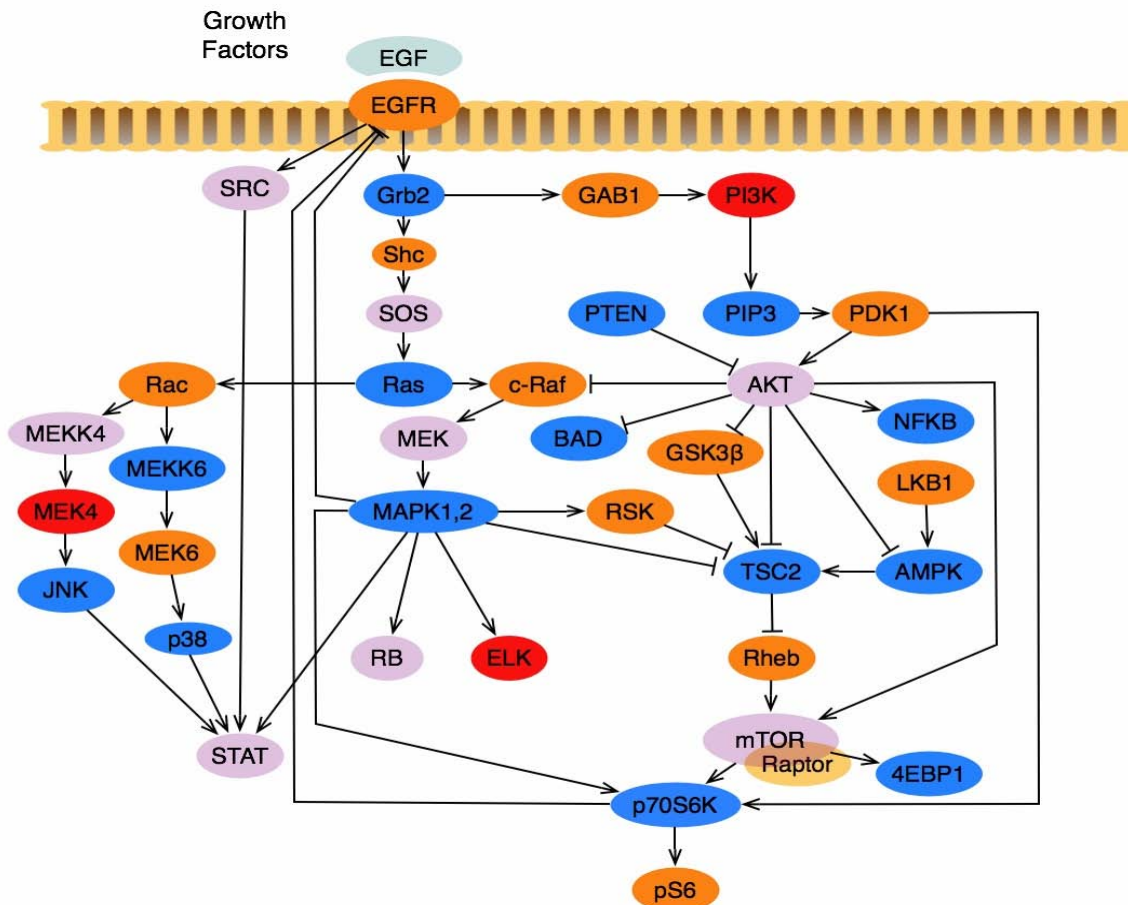 Growth
Factors
EGF
EGFR
SRC
Grb2
GAB1
PI3K
Shc
SOS
PTEN
PIP3
PDK1
Rac
Ras
c-Raf
AKT
MEKK4
MEK
BAD
NFKB
MEKK6
GSK3β
LKB1
MEK4
MAPK1,2
RSK
MEK6
JNK
TSC2
AMPK
p38
RB
ELK
Rheb
STAT
mTOR
Raptor
4EBP1
p70S6K
pS6